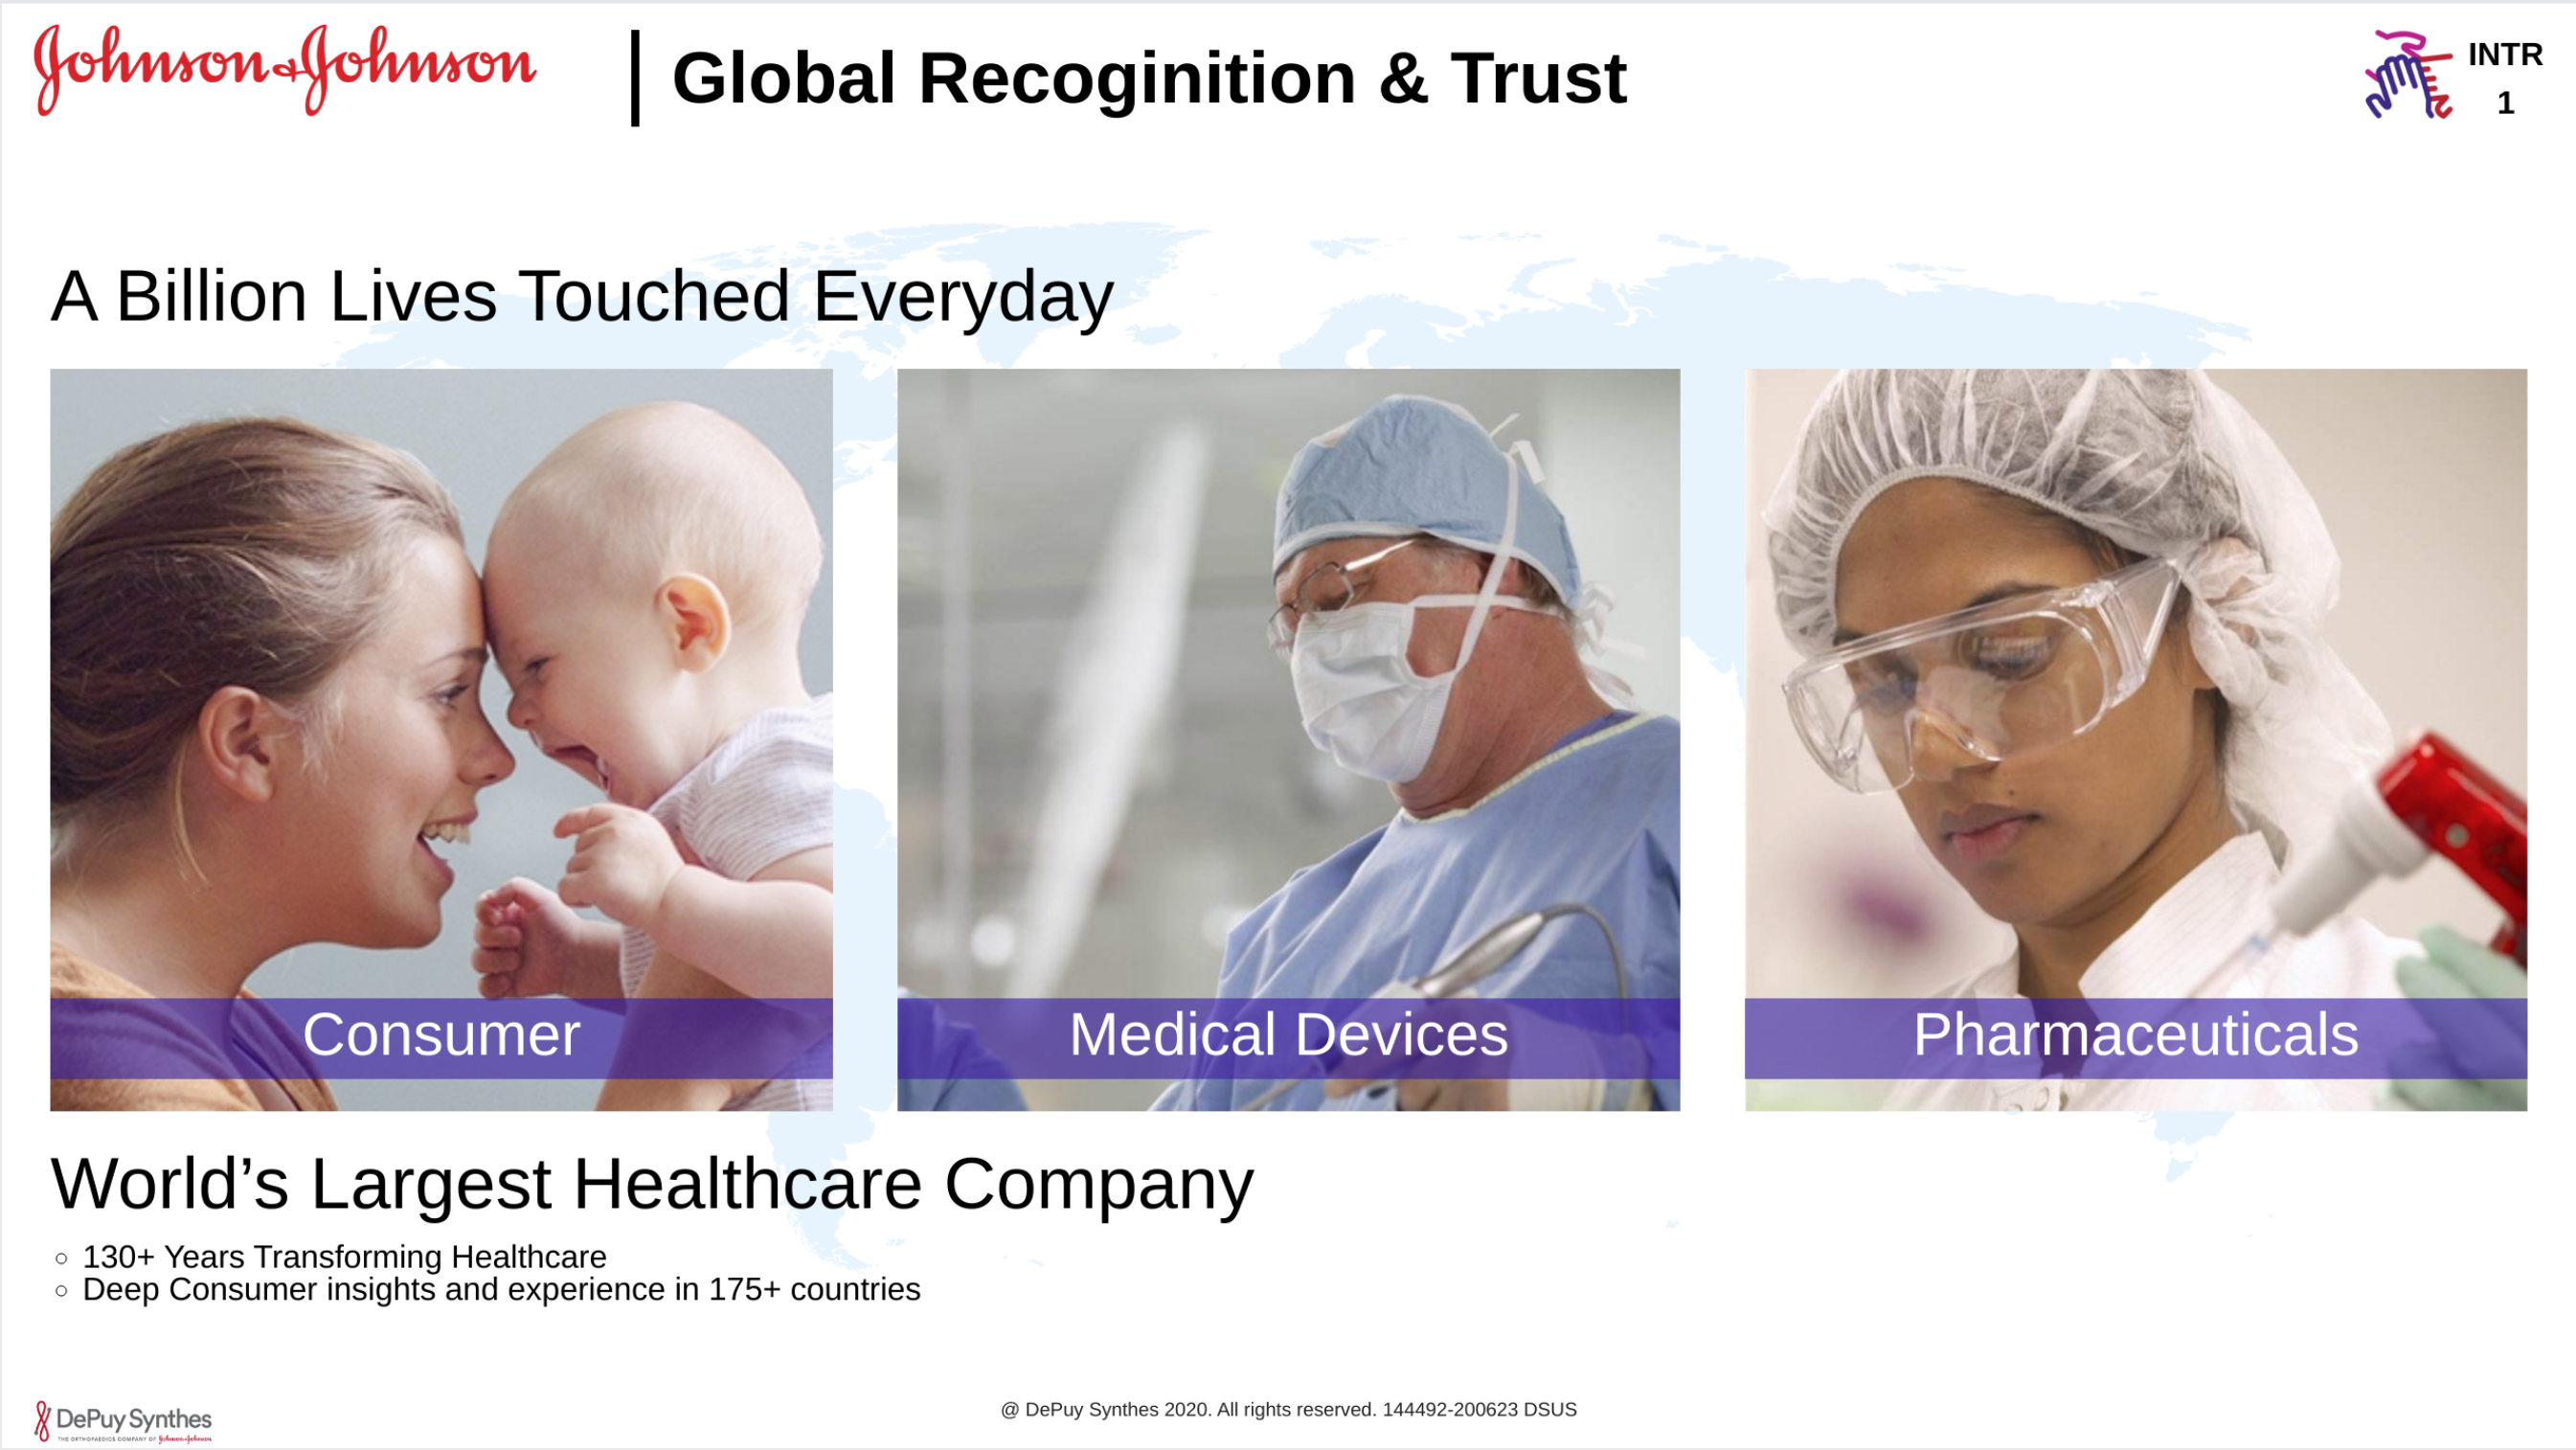 Johnson & Johnson
Global Recoginition & Trust
INTR
1
A Billion Lives Touched Everyday
Consumer
Medical Devices
Pharmaceuticals
World’s Largest Healthcare Company
130+ Years Transforming Healthcare
Deep Consumer insights and experience in 175+ countries
DePuy Synthes
THE ORTHOPAEDICS COMPANY OF Johnson & Johnson
@ DePuy Synthes 2020. All rights reserved. 144492-200623 DSUS